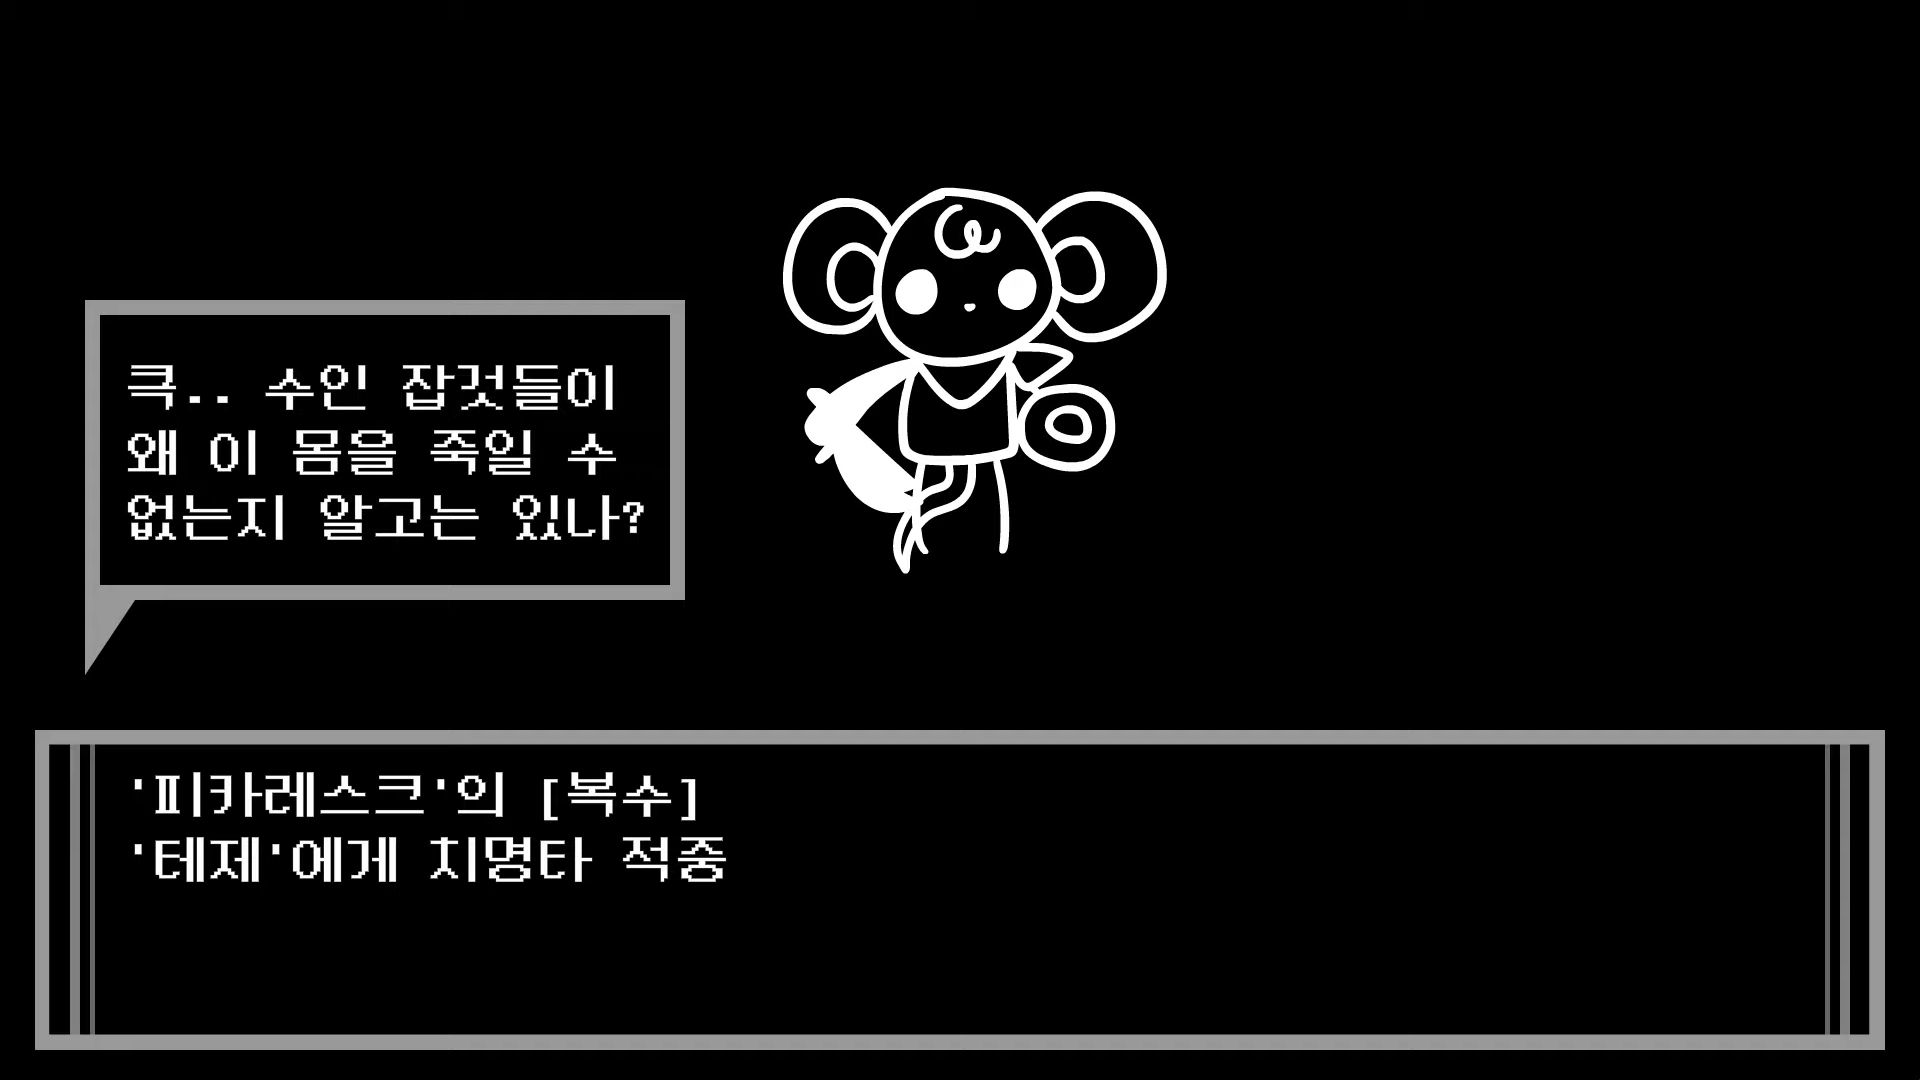 큭.. 수인 잡것들이
왜 이 몸을 죽일 수
없는지 알고는 있나?
'피카레스크'의 [복수]
'테제'에게 치명타 적중